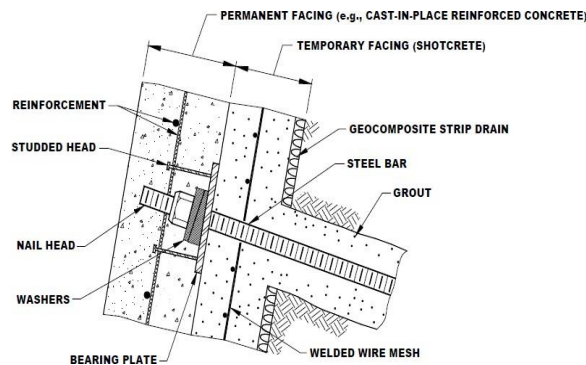 PERMANENT FACING (e.g., CAST-IN-PLACE REINFORCED CONCRETE)
TEMPORARY FACING (SHOTCRETE)
REINFORCEMENT
STUDDED HEAD
NAIL HEAD
WASHERS
BEARING PLATE
GEOCOMPOSITE STRIP DRAIN
STEEL BAR
GROUT
WELDED WIRE MESH